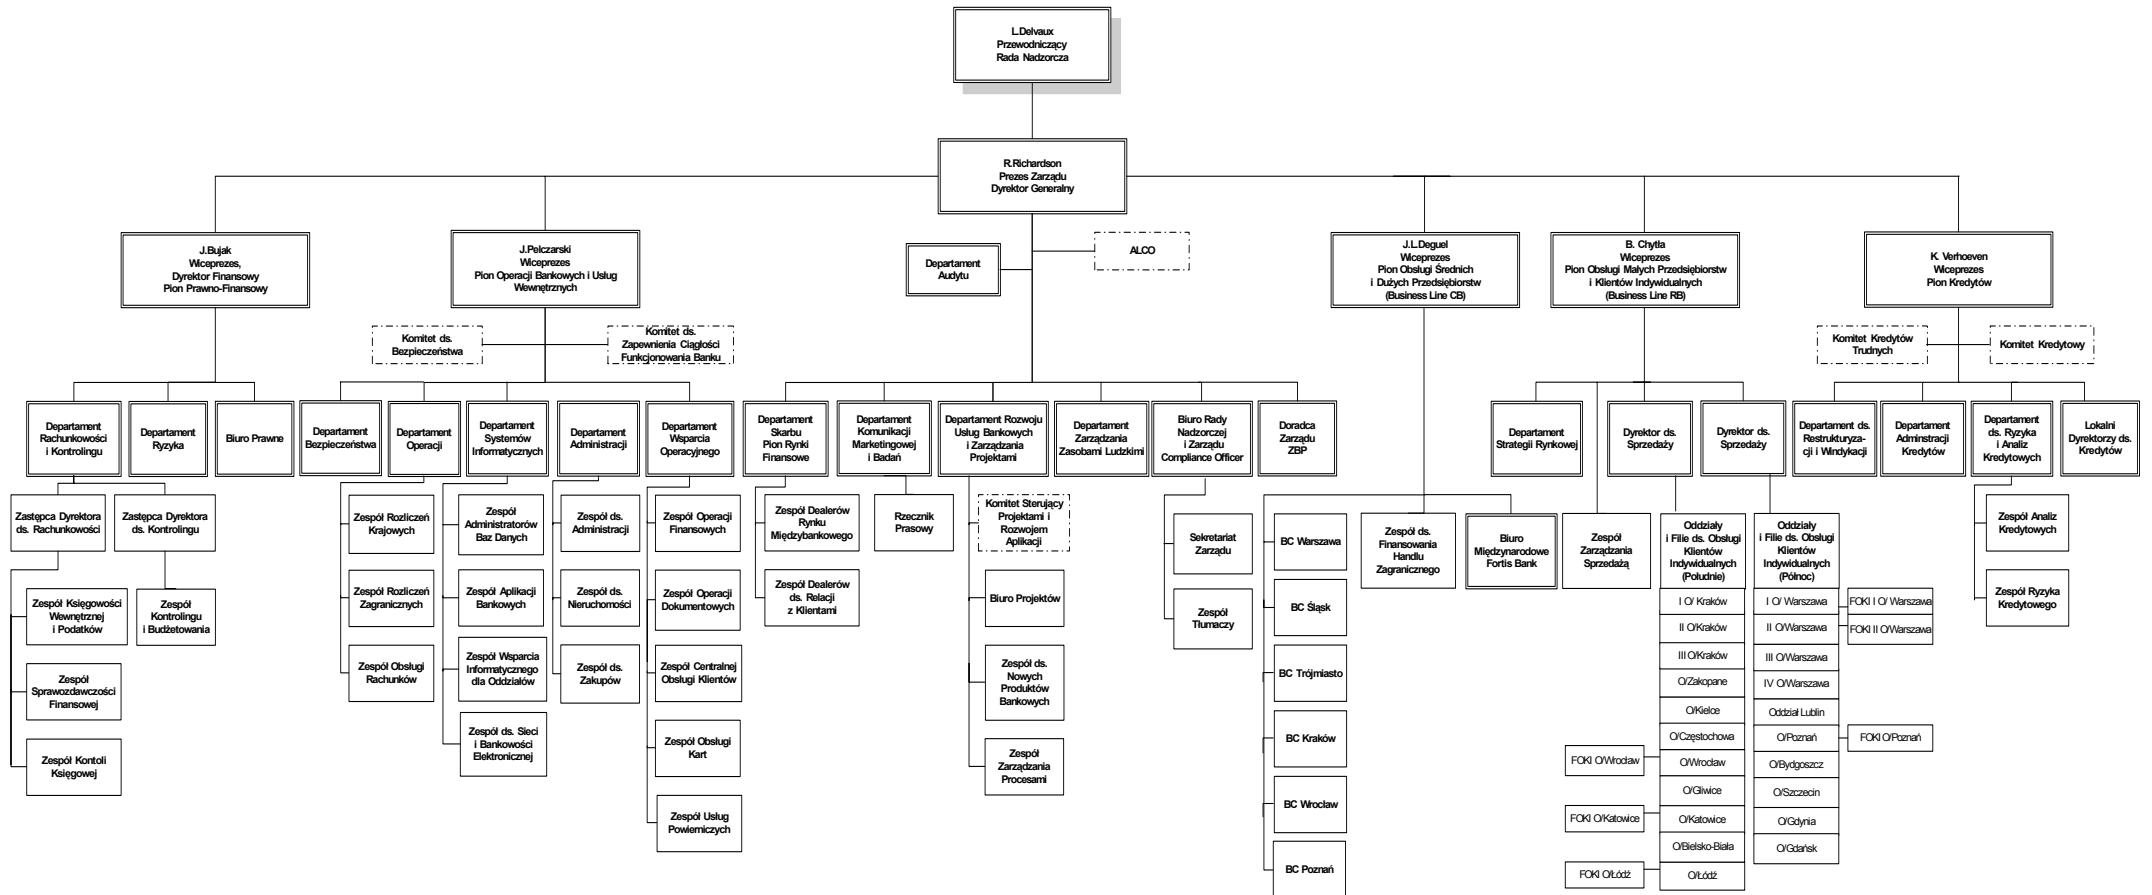 L.Delvaux
Przewodniczący
Rada Nadzorcza
R.Richardson
Prezes Zarządu
Dyrektor Generalny
J.Bujak
Wiceprezes,
Dyrektor Finansowy
Pion Prawno-Finansowy
J.Pelczarski
Wiceprezes
Pion Operacji Bankowych i Usług
Wewnętrznych
Departament
Audytu
ALCO
J.L.Deguel
Wiceprezes
Pion Obsługi Średnich
i Dużych Przedsiębiorstw
(Business Line CB)
B. Chytła
Wiceprezes
Pion Obsługi Małych Przedsiębiorstw
i Klientów Indywidualnych
(Business Line RB)
K. Verhoeven
Wiceprezes
Pion Kredytów
Komitet ds.
Bezpieczeństwa
Komitet ds.
Zapewnienia Ciągłości
Funkcjonowania Banku
Komitet Kredytów
Trudnych
Komitet Kredytowy
Departament
Rachunkowości
i Kontrolingu
Departament
Ryzyka
Biuro Prawne
Departament
Bezpieczeństwa
Departament
Operacji
Departament
Systemów
Informatycznych
Departament
Administracji
Departament
Wsparcia
Operacyjnego
Departament
Skarbu
Pion Rynki
Finansowe
Departament
Komunikacji
Marketingowej
i Badań
Departament Rozwoju
Usług Bankowych
i Zarządzania
Projektami
Departament
Zarządzania
Zasobami Ludzkimi
Biuro Rady
Nadzorczej
i Zarządu
Compliance Officer
Doradca
Zarządu
ZBP
Departament
Strategii Rynkowej
Dyrektor ds.
Sprzedaży
Dyrektor ds.
Sprzedaży
Departament ds.
Restrukturyza-
cji i Windykacji
Departament
Adminstracji
Kredytów
Departament
ds. Ryzyka
i Analiz
Kredytowych
Lokalni
Dyrektorzy ds.
Kredytów
Zastępca Dyrektora
ds. Rachunkowości
Zastępca Dyrektora
ds. Kontrolingu
Zespół Księgowości
Wewnętrznej
i Podatków
Zespół
Kontrolingu
i Budżetowania
Zespół
Sprawozdawczości
Finansowej
Zespół Kontoli
Księgowej
Zespół Rozliczeń
Krajowych
Zespół Rozliczeń
Zagranicznych
Zespół Obsługi
Rachunków
Zespół
Administratorów
Baz Danych
Zespół Aplikacji
Bankowych
Zespół Wsparcia
Informatycznego
dla Oddziałów
Zespół ds. Sieci
i Bankowości
Elektronicznej
Zespół ds.
Administracji
Zespół ds.
Nieruchomości
Zespół ds.
Zakupów
Zespół Operacji
Finansowych
Zespół Operacji
Dokumentowych
Zespół Centralnej
Obsługi Klientów
Zespół Obsługi
Kart
Zespół Usług
Powierniczych
Zespół Dealerów
Rynku
Międzybankowego
Zespół Dealerów
ds. Relacji
z Klientami
Rzecznik
Prasowy
Komitet Sterujący
Projektami i
Rozwojem
Aplikacji
Biuro Projektów
Zespół ds.
Nowych
Produktów
Bankowych
Zespół
Zarządzania
Procesami
Sekretariat
Zarządu
Zespół
Tłumaczy
BC Warszawa
BC Śląsk
BC Trójmiasto
BC Kraków
BC Wrocław
BC Poznań
Zespół ds.
Finansowania
Handlu
Zagranicznego
Biuro
Międzynarodowe
Fortis Bank
Zespół
Zarządzania
Sprzedażą
Oddziały
i Filie ds. Obsługi
Klientów
Indywidualnych
(Południe)
I O/ Kraków
II O/Kraków
III O/Kraków
O/Zakopane
O/Kielce
O/Częstochowa
O/Wrocław
O/Gliwice
O/Katowice
O/Bielsko-Biała
O/Łódź
FOKI O/Wrocław
FOKI O/Katowice
FOKI O/Łódź
Oddziały
i Filie ds. Obsługi
Klientów
Indywidualnych
(Północ)
I O/ Warszawa
II O/Warszawa
III O/Warszawa
IV O/Warszawa
Oddział Lublin
O/Poznań
O/Bydgoszcz
O/Szczecin
O/Gdynia
O/Gdańsk
FOKI I O/ Warszawa
FOKI II O/Warszawa
FOKI O/Poznań
Zespół Analiz
Kredytowych
Zespół Ryzyka
Kredytowego